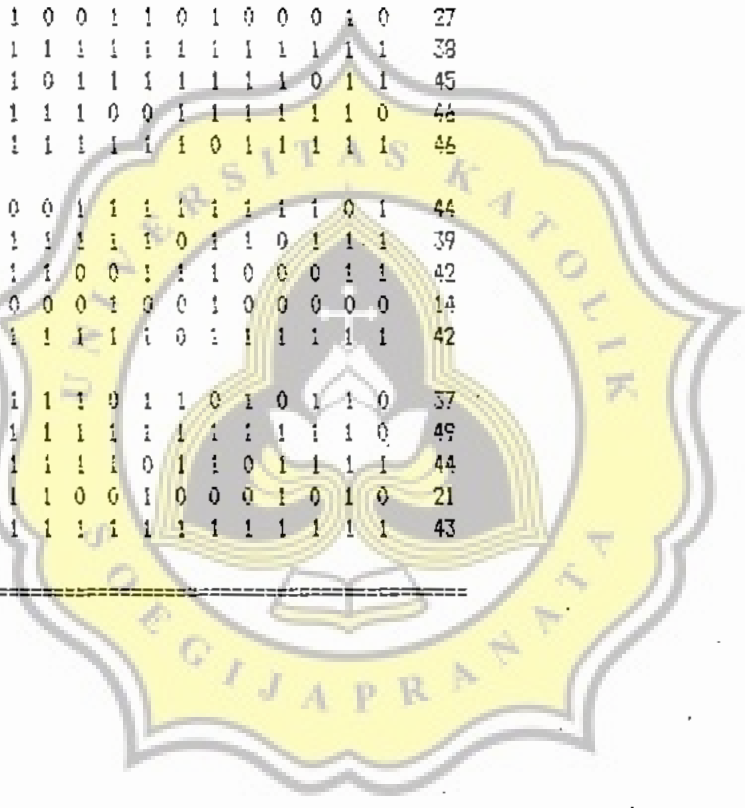 1 0 0 1 1 0 1 0 0 0 1 0 27
1 1 1 1 1 1 1 1 1 1 1 1 38
1 0 1 1 1 1 1 1 1 0 1 1 45
1 1 1 0 0 1 1 1 1 1 1 0 46
1 1 1 1 1 1 0 1 1 1 1 1 46
0 0 1 1 1 1 1 1 1 1 0 1 44
1 1 1 1 1 0 1 1 0 1 1 1 39
1 1 0 0 1 1 1 0 0 0 1 1 42
0 0 0 1 0 0 1 0 0 0 0 0 14
1 1 1 1 1 0 1 1 1 1 1 1 42
1 1 1 0 1 1 0 1 0 1 1 0 37
1 1 1 1 1 1 1 1 1 1 1 0 49
1 1 1 1 0 1 1 0 1 1 1 1 44
1 1 0 0 1 0 0 0 1 0 1 0 21
1 1 1 1 1 1 1 1 1 1 1 1 43
UNIVERSITAS KATOLIK
SOEGIJAPRANATA